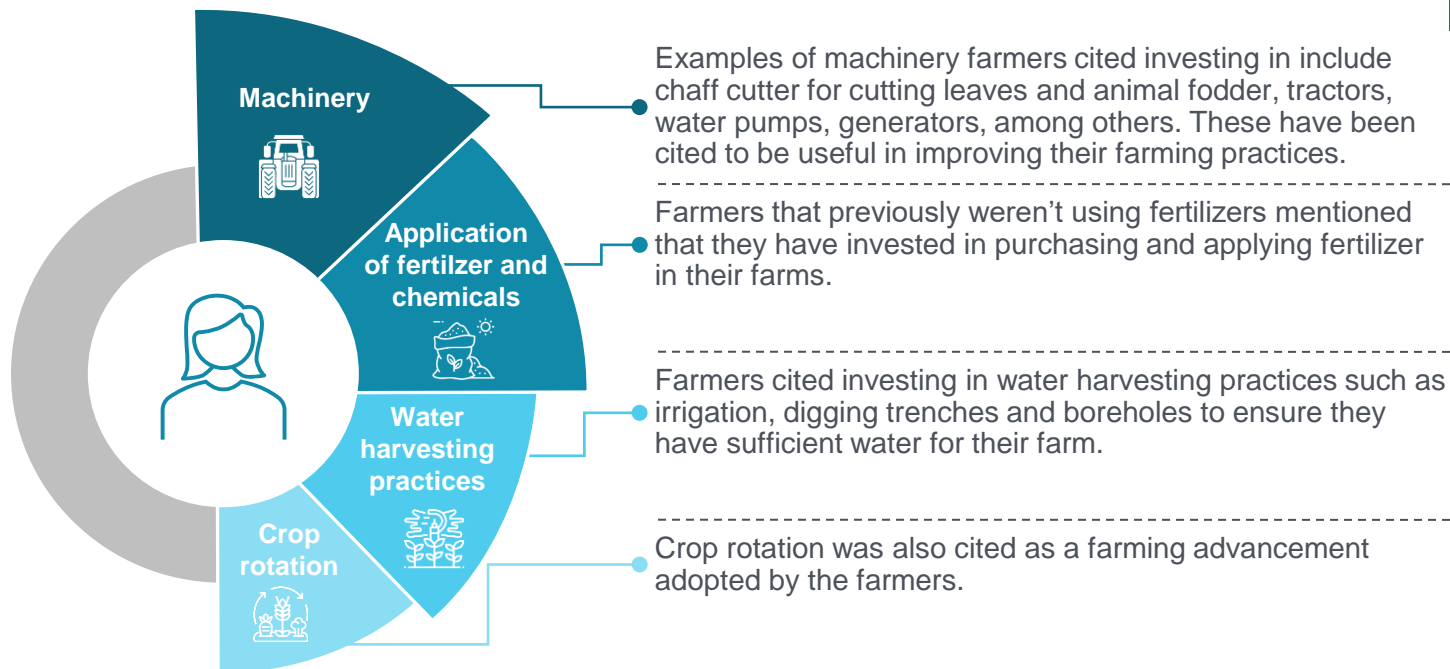 Machinery
Examples of machinery farmers cited investing in include
chaff cutter for cutting leaves and animal fodder, tractors,
water pumps, generators, among others. These have been
cited to be useful in improving their farming practices.
Application
of fertilzer and
chemicals
Farmers that previously weren’t using fertilizers mentioned
that they have invested in purchasing and applying fertilizer
in their farms.
Water
harvesting
practices
Farmers cited investing in water harvesting practices such as
irrigation, digging trenches and boreholes to ensure they
have sufficient water for their farm.
Crop
rotation
Crop rotation was also cited as a farming advancement
adopted by the farmers.